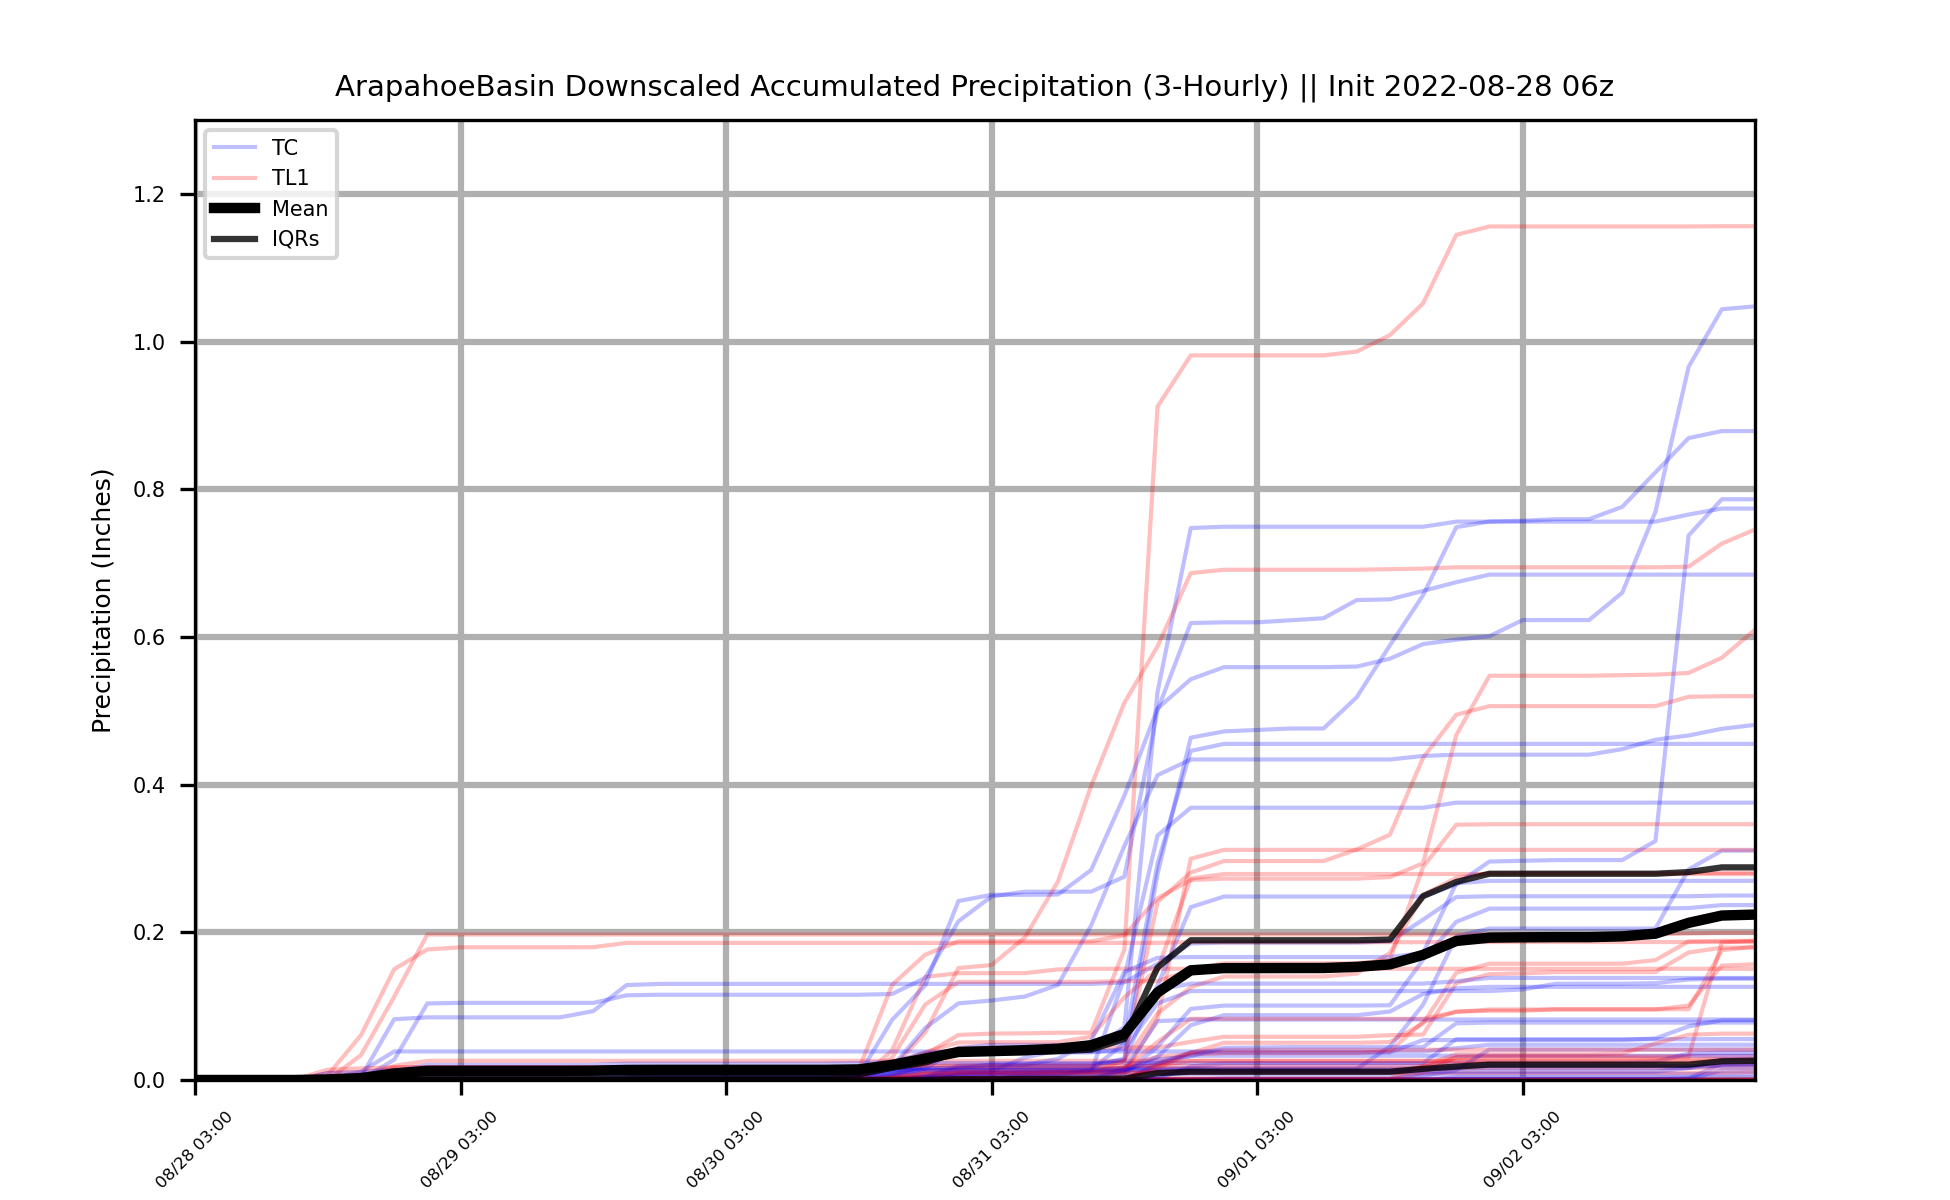 ArapahoeBasin Downscaled Accumulated Precipitation (3-Hourly) || Init 2022-08-28 06z
TC
TL1
Mean
IQRs
Precipitation (Inches)
1.2
1.0
0.8
0.6
0.4
0.2
0.0
08/28 03:00
08/29 03:00
08/30 03:00
08/31 03:00
09/01 03:00
09/02 03:00